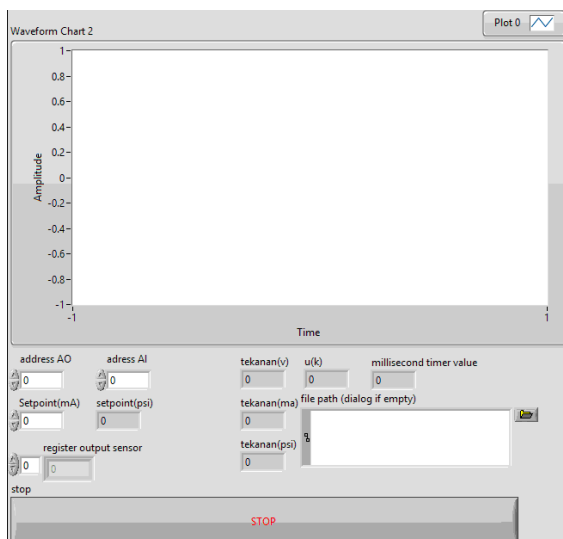 Plot 0
Waveform Chart 2
1
0.8
0.6
0.4
0.2
0
-0.2
-0.4
-0.6
-0.8
-1
Amplitude
-1 1
Time
address AO adress AI tekanan(v) u(k) millisecond timer value
0 0 0 0 0
Setpoint(mA) setpoint(psi) tekanan(ma) file path (dialog if empty)
0 0 0
register output sensor tekanan(psi)
0 0 0
stop
STOP